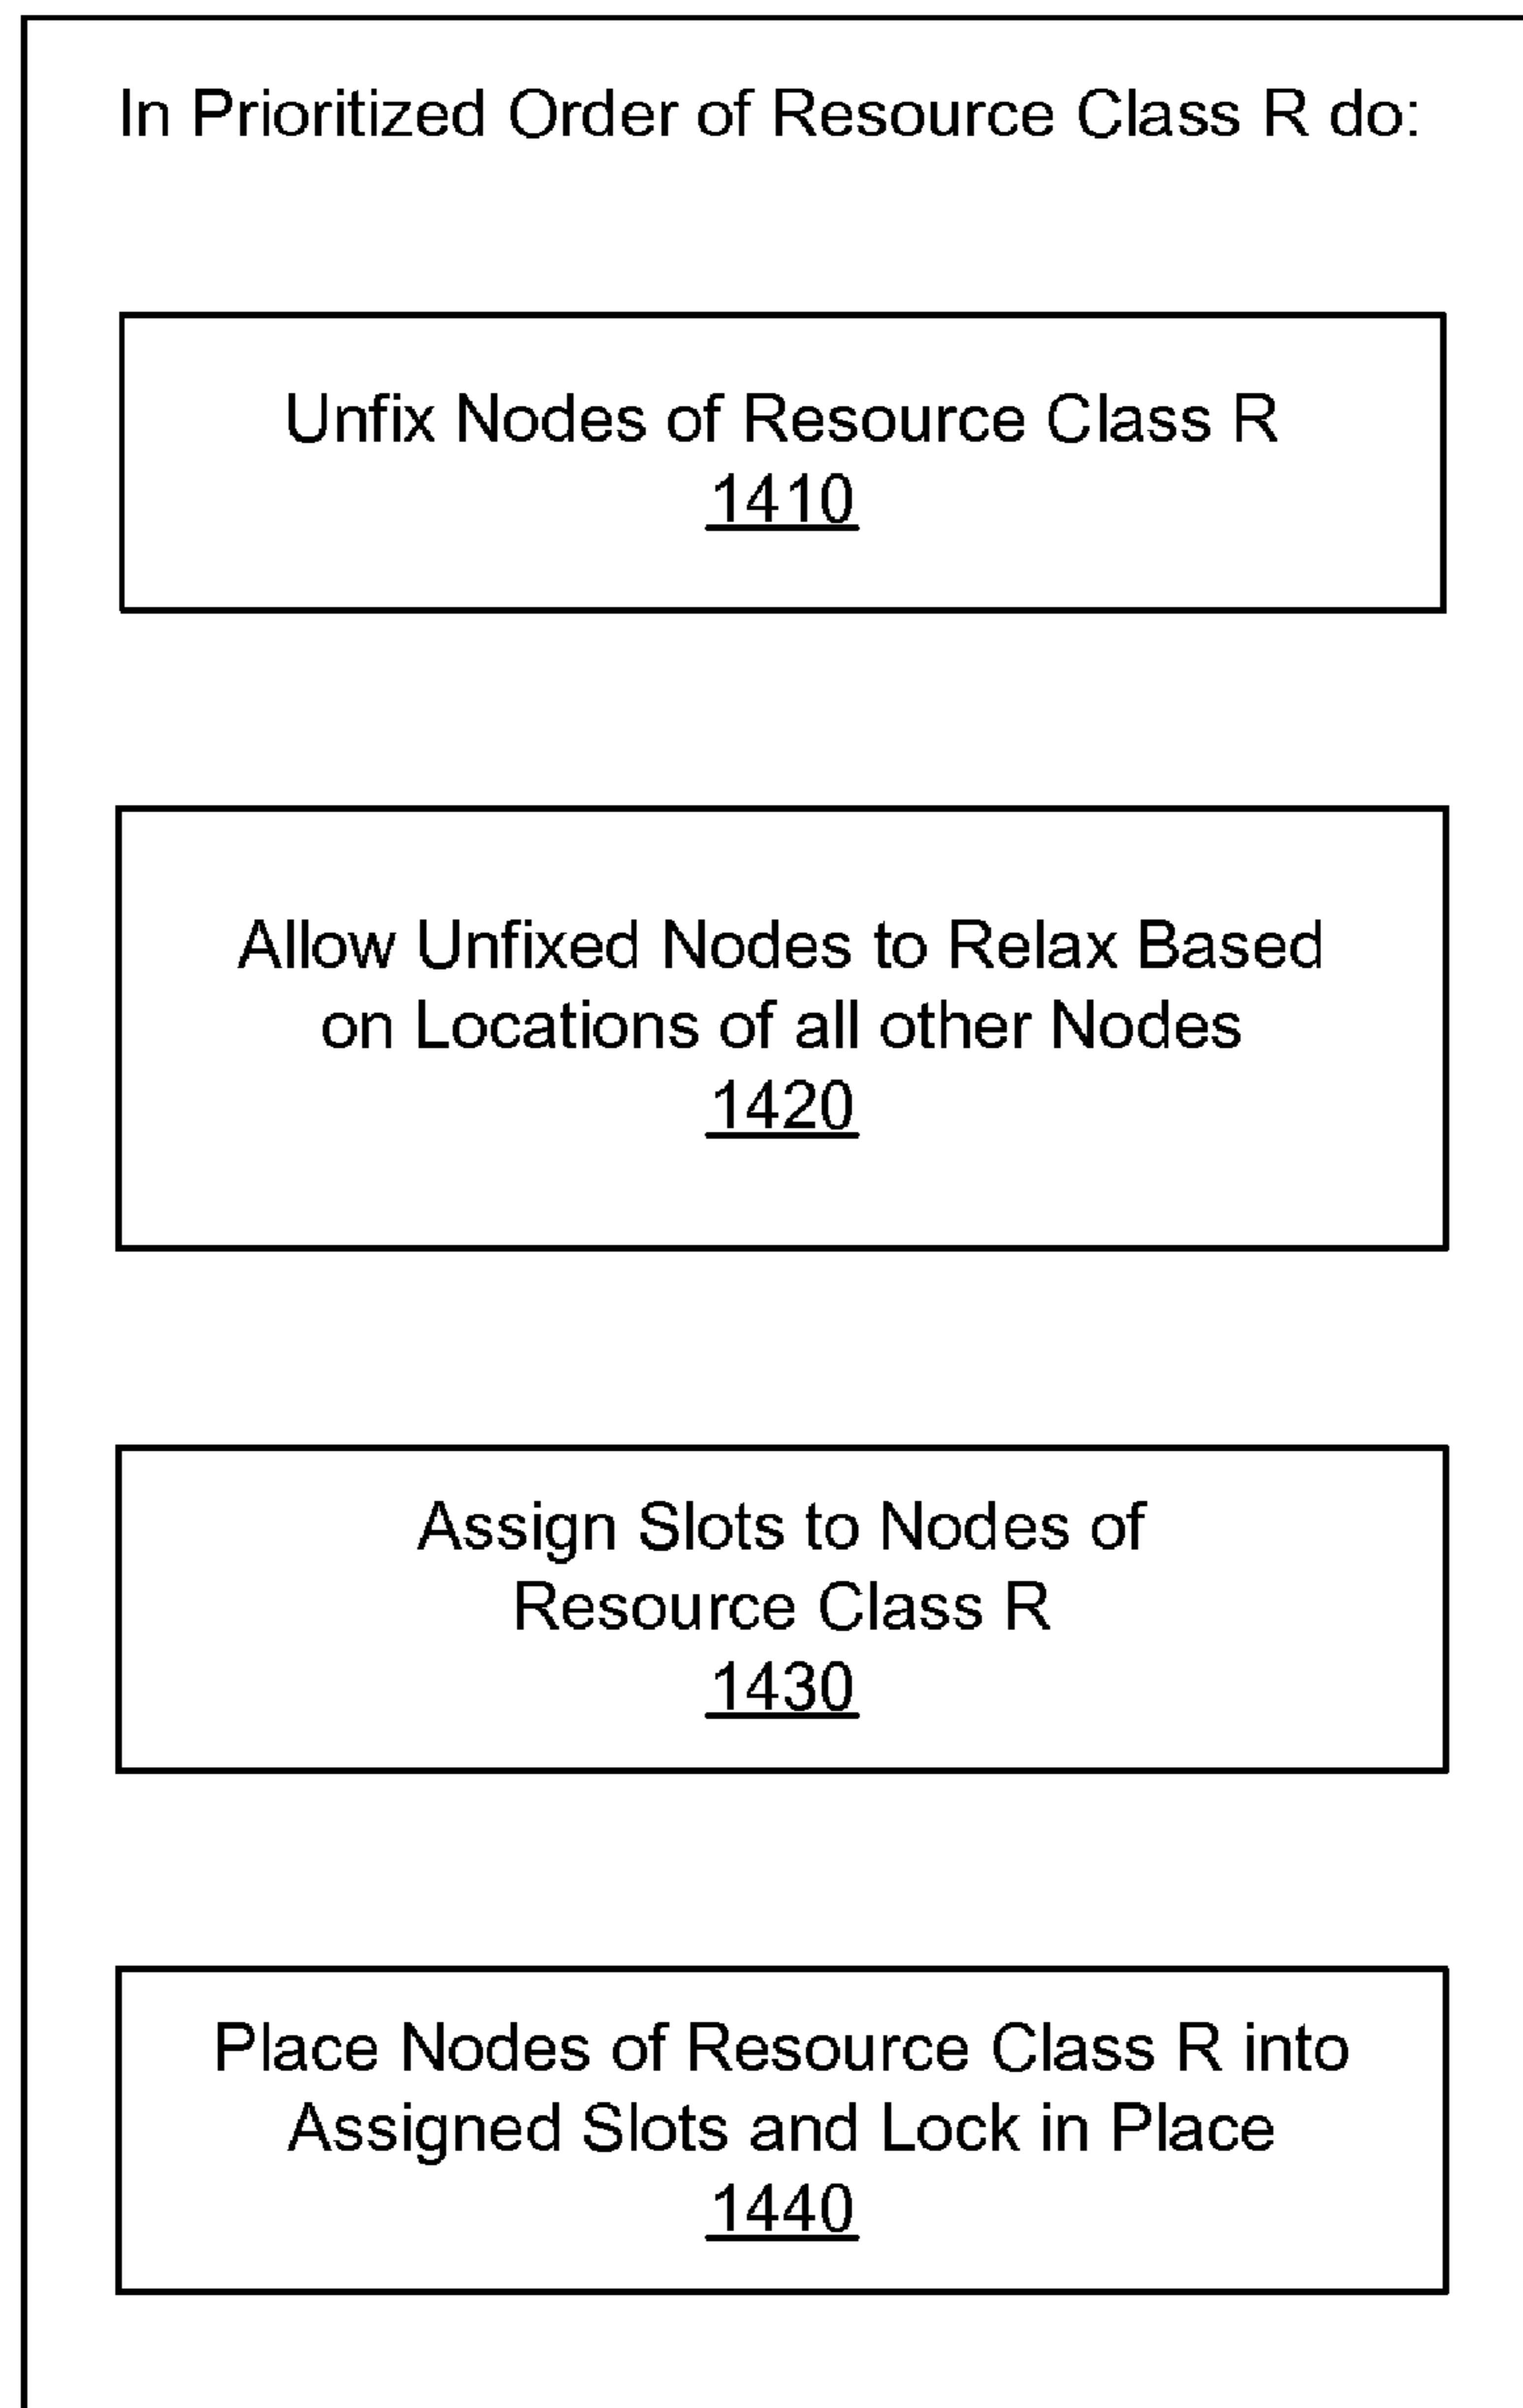 In Prioritized Order of Resource Class R do:
Unfix Nodes of Resource Class R
1410
Allow Unfixed Nodes to Relax Based
on Locations of all other Nodes
1420
Assign Slots to Nodes of
Resource Class R
1430
Place Nodes of Resource Class R into
Assigned Slots and Lock in Place
1440